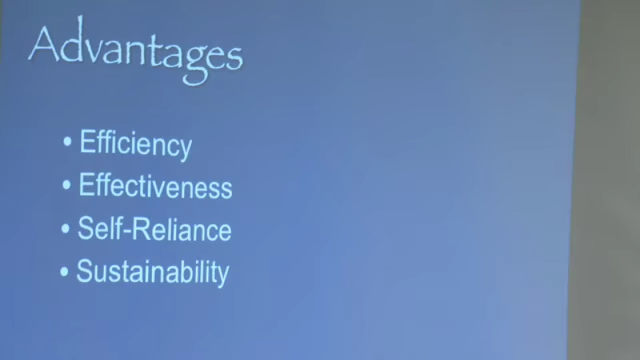 Advantages
• Efficiency
• Effectiveness
• Self-Reliance
• Sustainability